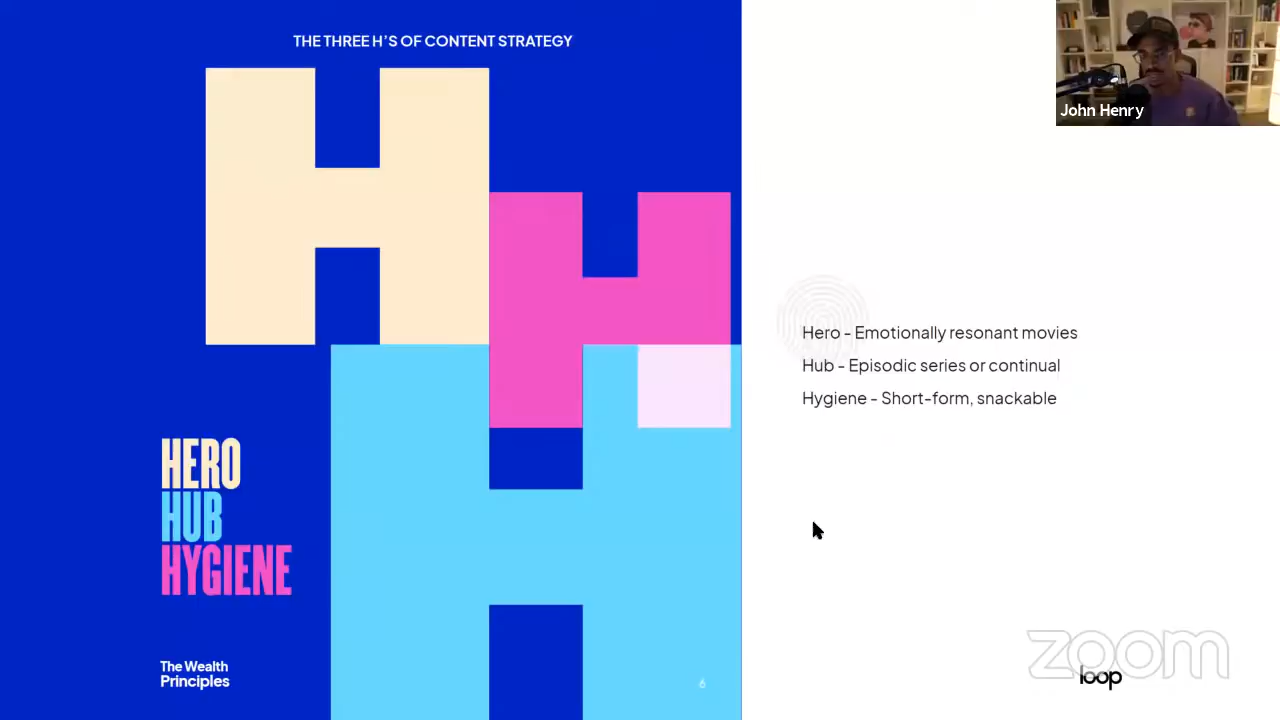 THE THREE H'S OF CONTENT STRATEGY
John Henry
Hero - Emotionally resonant movies
Hub - Episodic series or continual
Hygiene - Short-form, snackable
HERO
HUB
HYGIENE
The Wealth
Principles
6
zoom
loop